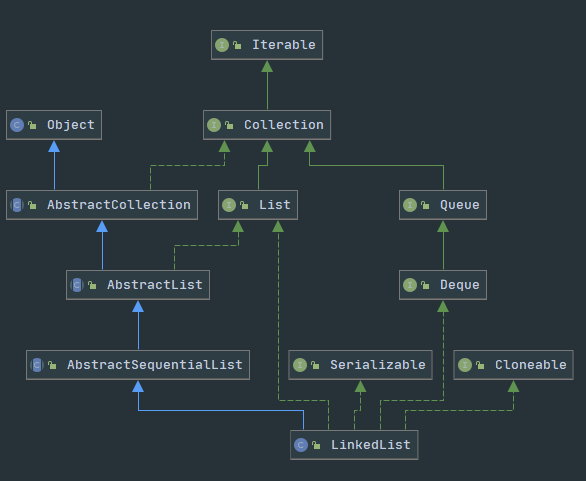 Iterable
Object
Collection
AbstractCollection
List
Queue
AbstractList
Deque
AbstractSequentialList
Serializable
Cloneable
LinkedList